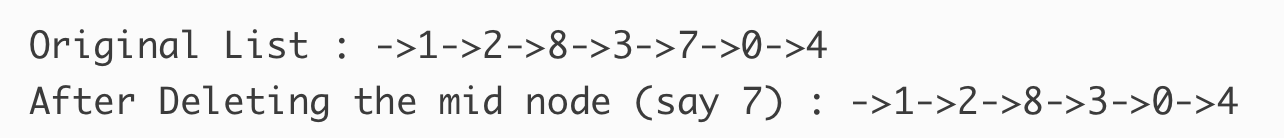 Original List : ->1->2->8->3->7->0->4
After Deleting the mid node (say 7) : ->1->2->8->3->0->4